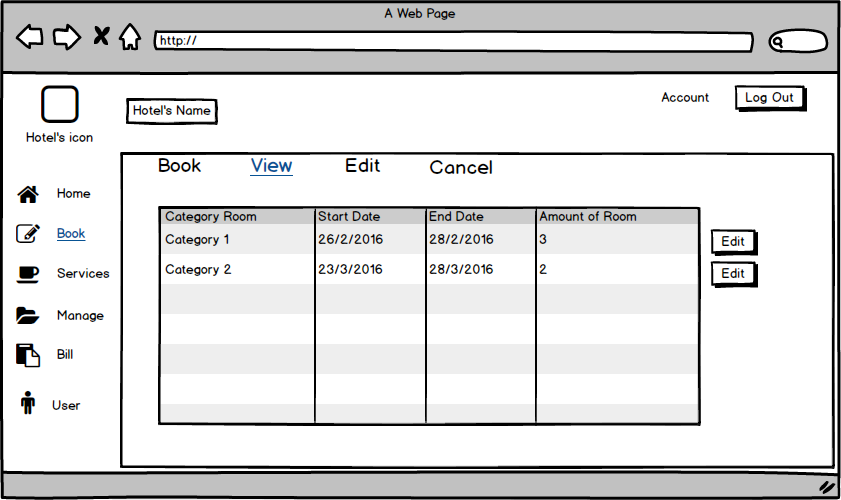 A Web Page
http://
Hotel's icon
Hotel's Name
Account
Log Out
Book View Edit Cancel
Home
Book
Services
Manage
Bill
User
Category Room Start Date End Date Amount of Room
Category 1 26/2/2016 28/2/2016 3 Edit
Category 2 23/3/2016 28/3/2016 2 Edit